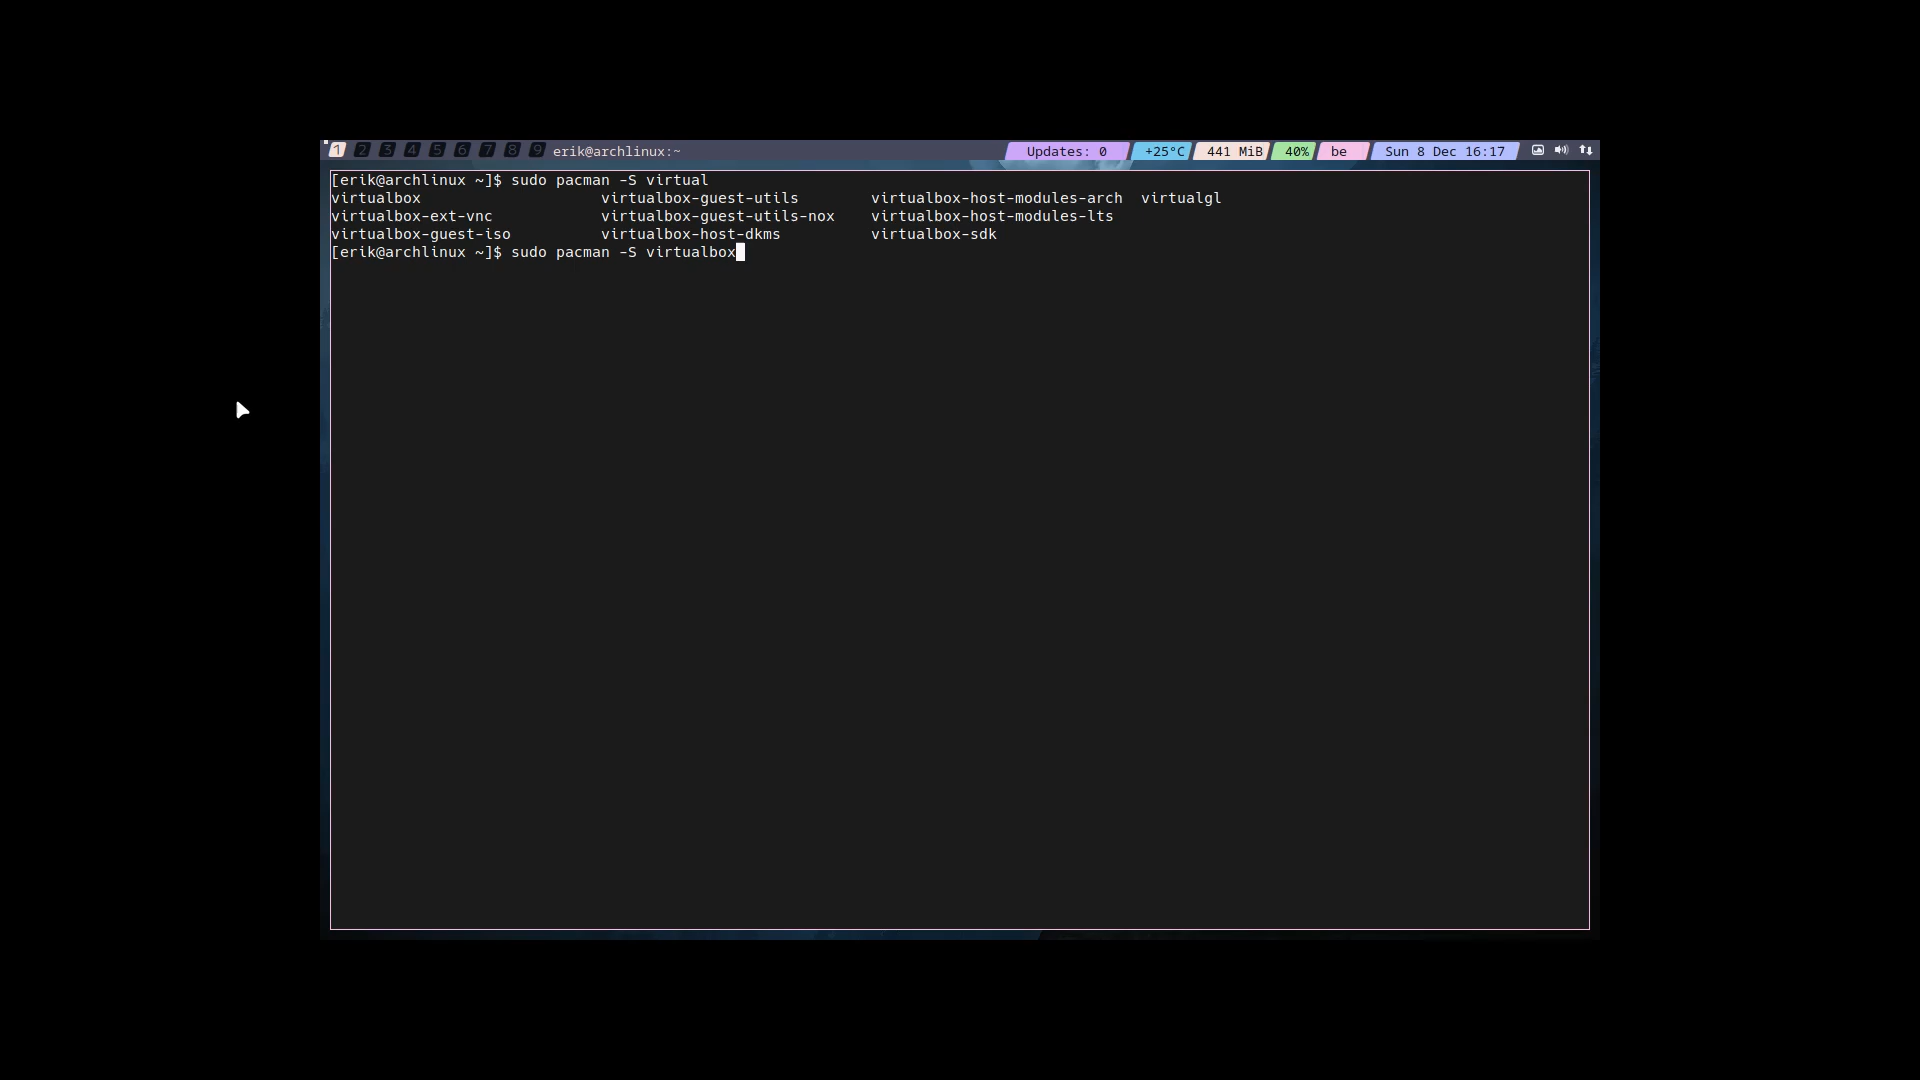 1 2 3 4 5 6 7 8 9 erik@archlinux:~ Updates: 0 +25°C 441 MiB 40% be Sun 8 Dec 16:17
[erik@archlinux ~]$ sudo pacman -S virtual
virtualbox virtualbox-guest-utils virtualbox-host-modules-arch virtualgl
virtualbox-ext-vnc virtualbox-guest-utils-nox virtualbox-host-modules-lts
virtualbox-guest-iso virtualbox-host-dkms virtualbox-sdk
[erik@archlinux ~]$ sudo pacman -S virtualbox